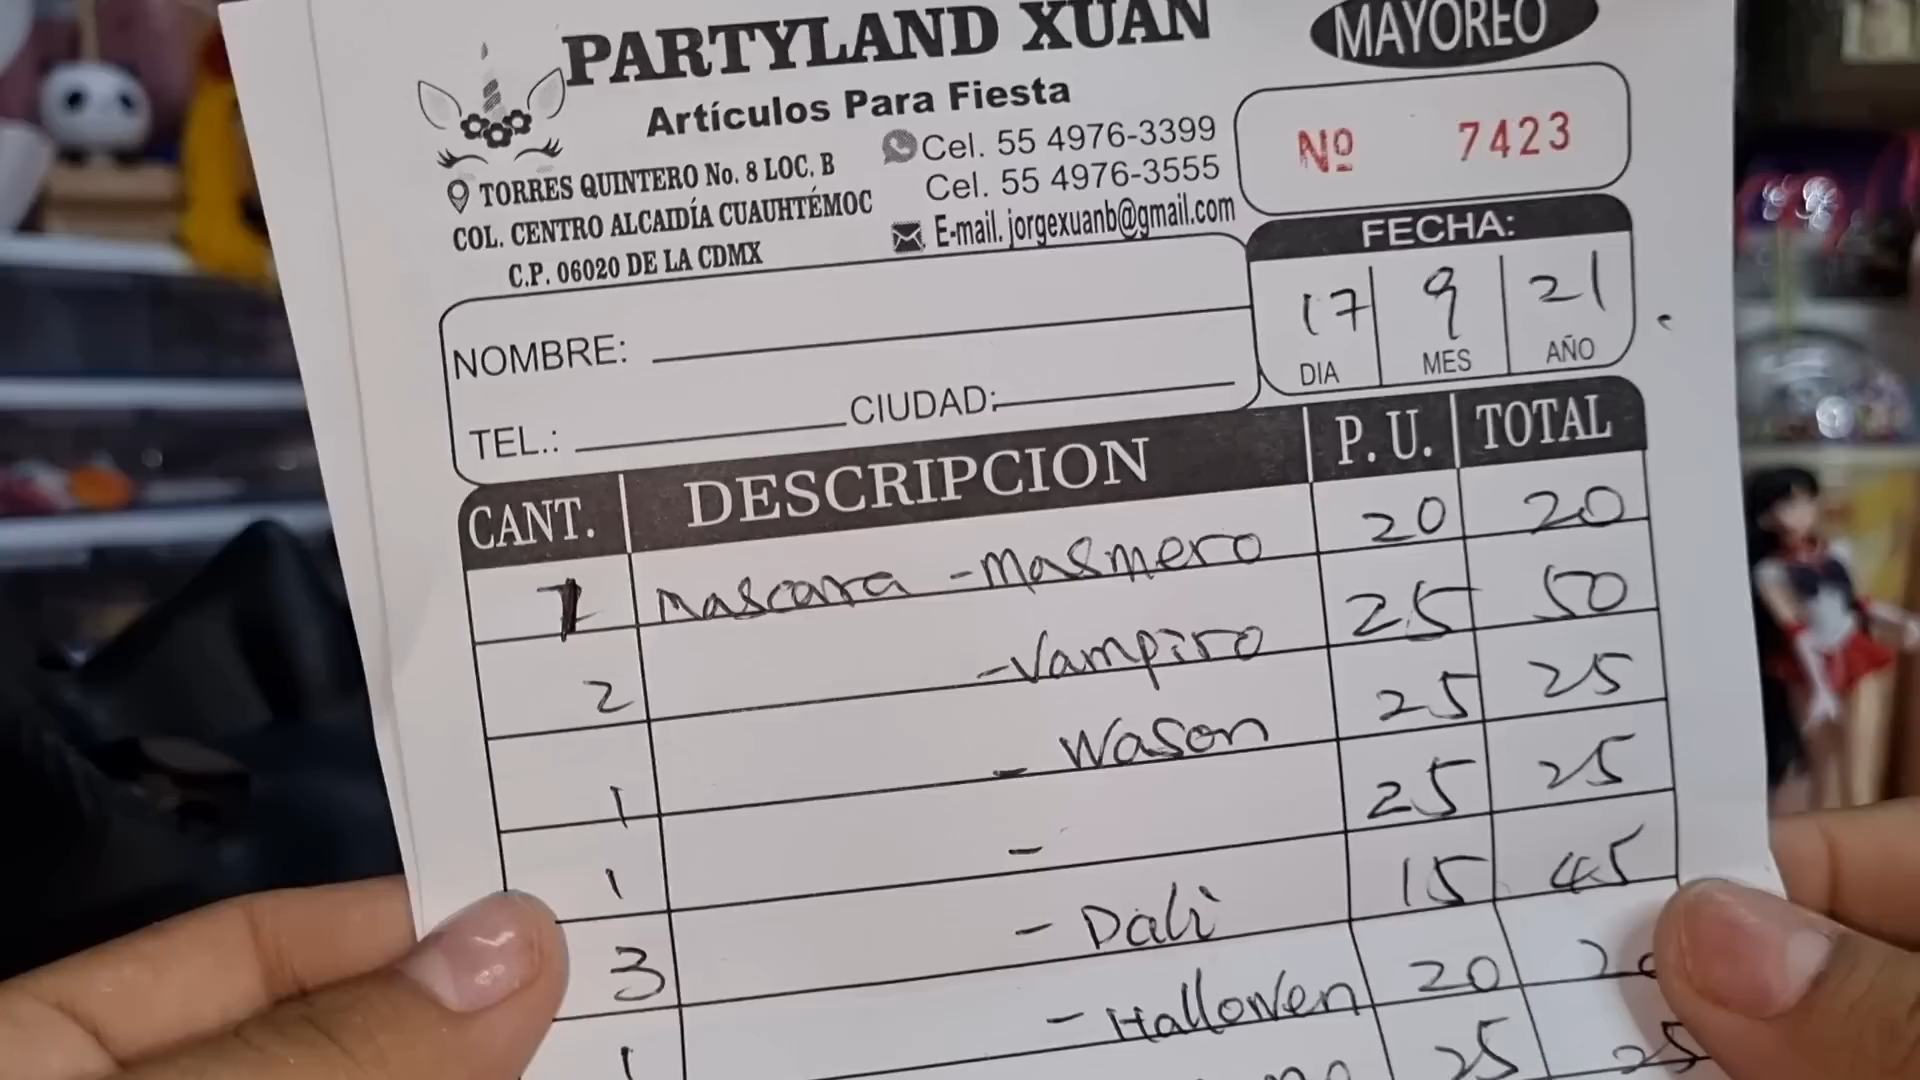 PARTYLAND XUAN
MAYOREO
Artículos Para Fiesta
TORRES QUINTERO No. 8 LOC. B
COL. CENTRO ALCAIDÍA CUAUHTÉMOC
C.P. 06020 DE LA CDMX
Cel. 55 4976-3399
Cel. 55 4976-3555
E-mail. jorgexuanb@gmail.com
Nº 7423
FECHA:
17 9 21
DIA MES AÑO
NOMBRE:
TEL.: CIUDAD:
CANT. DESCRIPCION P. U. TOTAL
1 Mascara - Masmero 20 20
2 - Vampiro 25 50
1 - Wason 25 25
1 - 25 25
3 - Dali 15 45
1 - Halloven 20 20
25 25